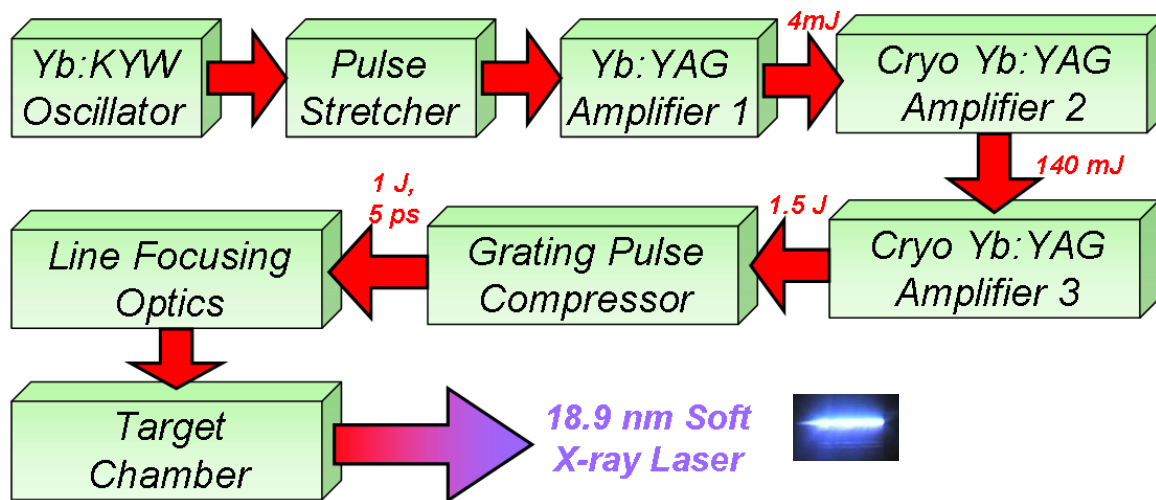 Yb:KYW
Oscillator
Pulse
Stretcher
Yb:YAG
Amplifier 1
4mJ
Cryo Yb:YAG
Amplifier 2
140 mJ
Cryo Yb:YAG
Amplifier 3
1.5 J
Grating Pulse
Compressor
1 J,
5 ps
Line Focusing
Optics
Target
Chamber
18.9 nm Soft
X-ray Laser